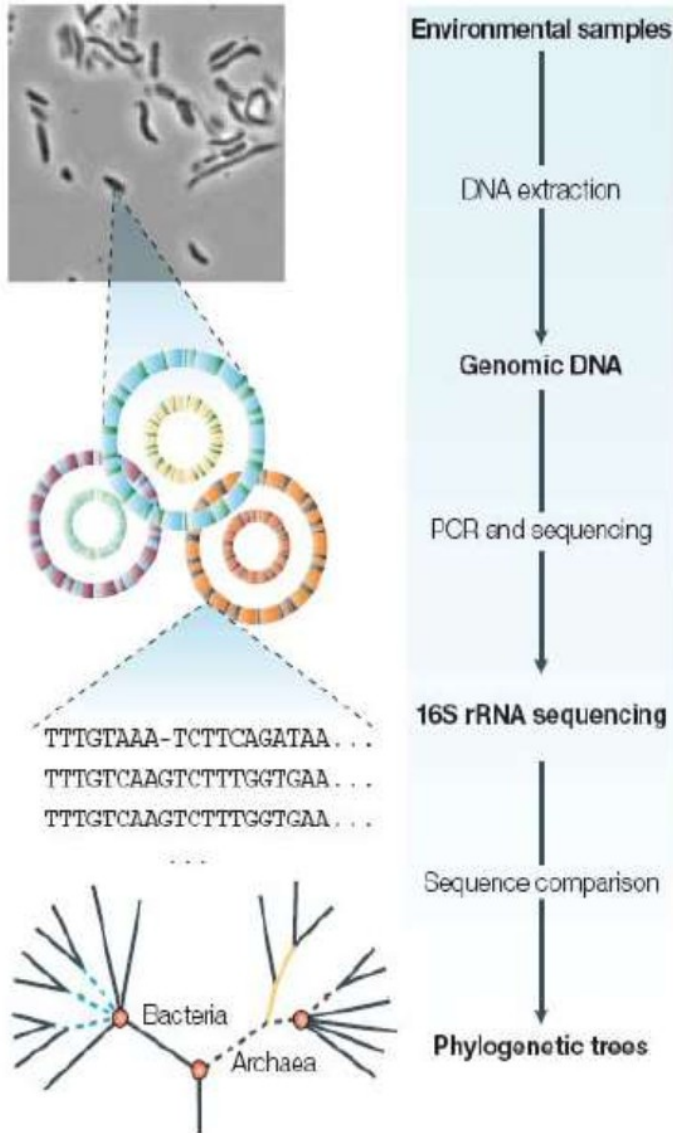 Environmental samples
DNA extraction
Genomic DNA
PCR and sequencing
16S rRNA sequencing
TTTGTAAA-TCTTCAGATAA...
TTTGTCAAGTCTTTGGTGAA...
TTTGTCAAGTCTTTGGTGAA...
...
Sequence comparison
Bacteria
Archaea
Phylogenetic trees